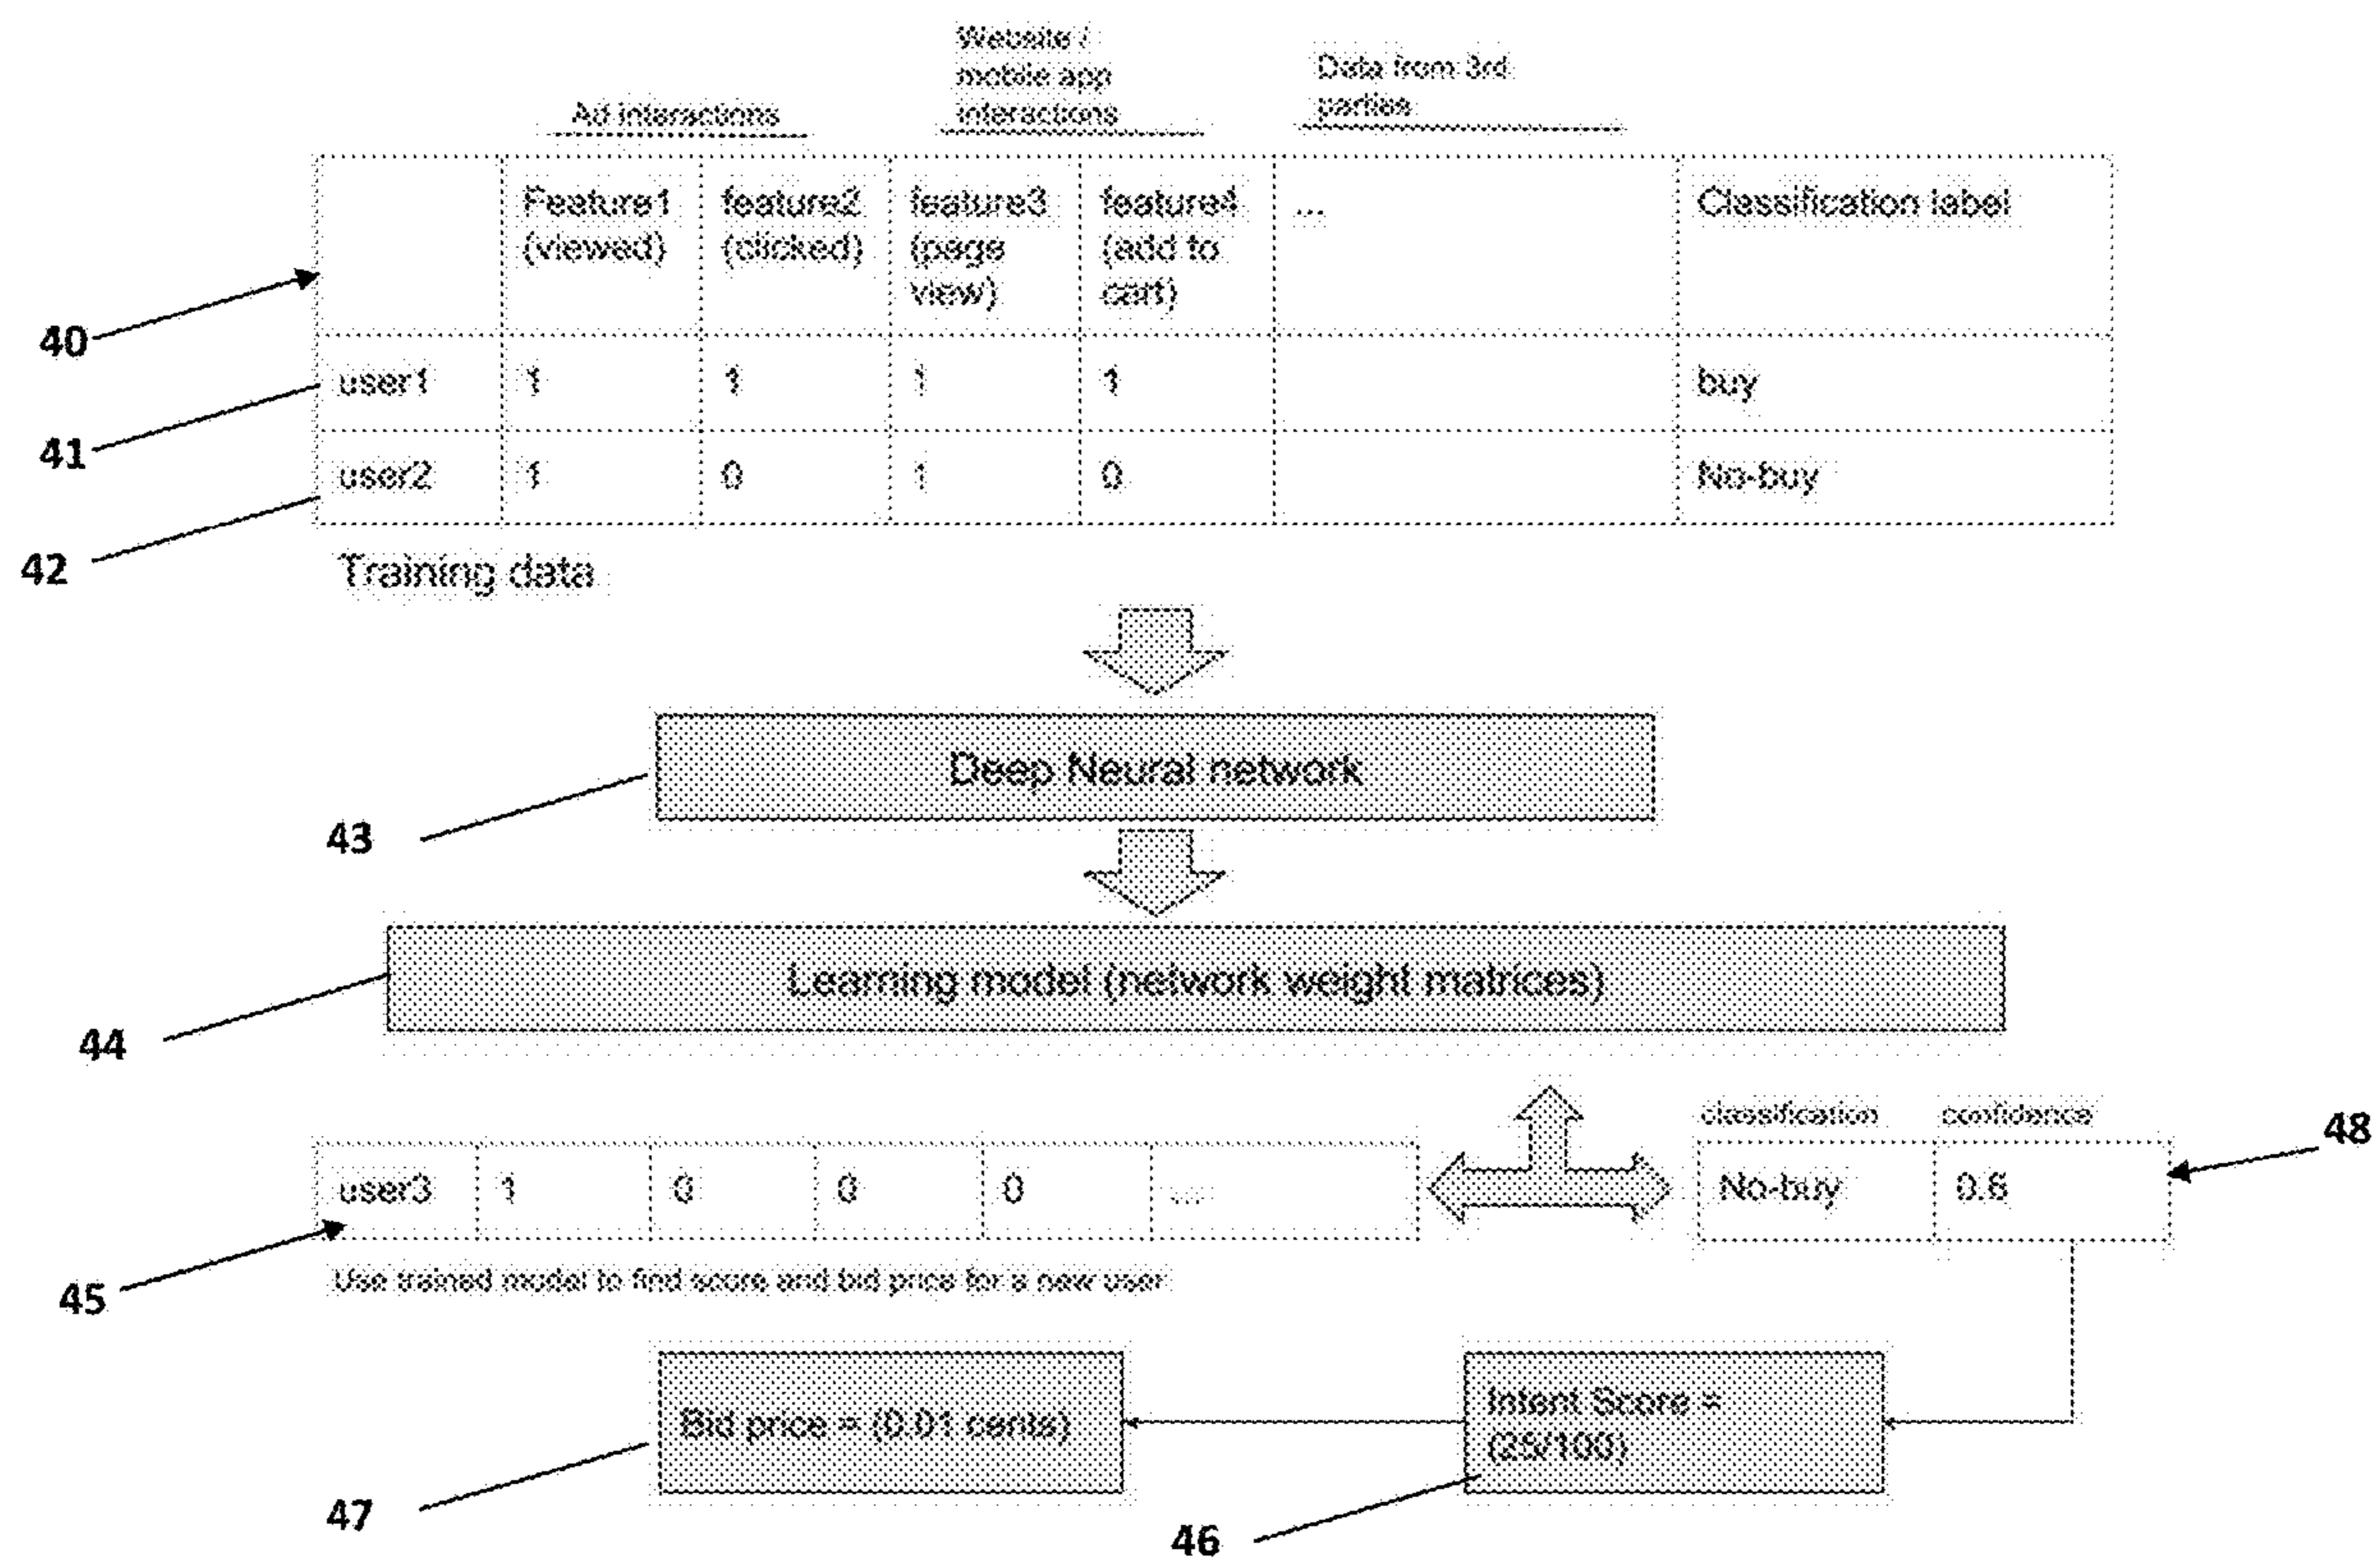 Website /
mobile app
interactions
Data from 3rd
parties
Ad interactions
Feature1
(viewed)
feature2
(clicked)
feature3
(page
view)
feature4
(add to
cart)
...
Classification label
40
user1 1 1 1 1 buy
41
user2 1 0 1 0 No-buy
42
Training data
Deep Neural network
43
Learning model (network weight matrices)
44
classification confidence
48
user3 1 0 0 0 ...
No-buy 0.6
45
Use trained model to find score and bid price for a new user
Bid price = (0.01 cents)
Intent Score =
(25/100)
47
46